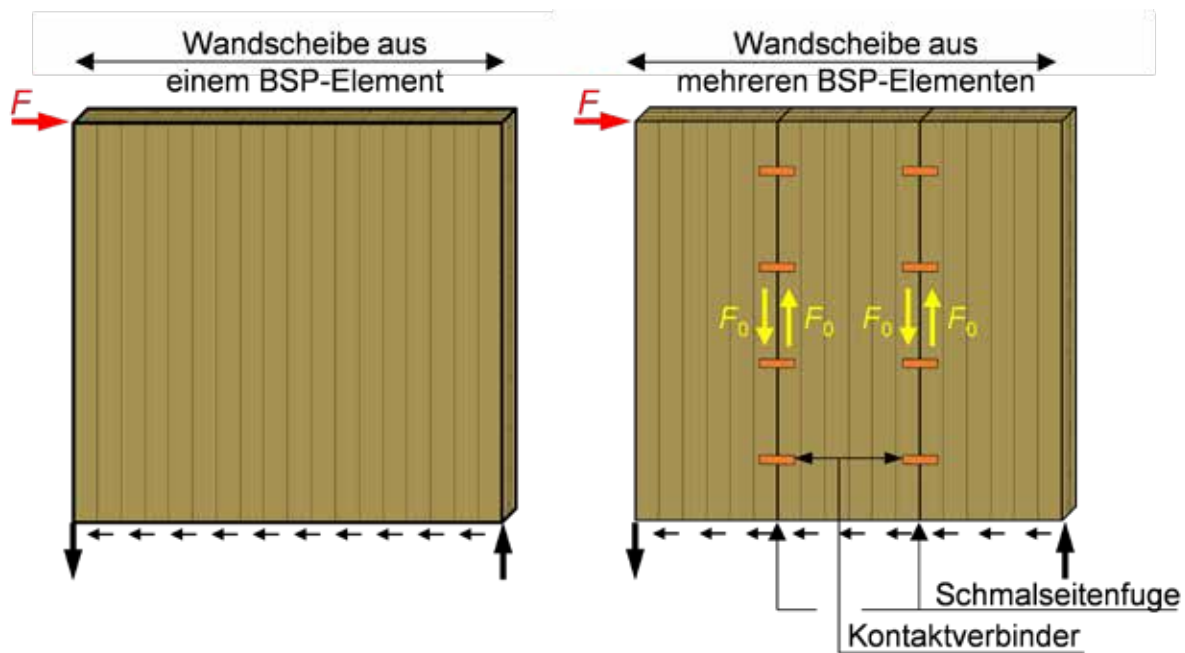 Wandscheibe aus
einem BSP-Element
Wandscheibe aus
mehreren BSP-Elementen
F
F
F0
F0
F0
F0
Schmalseitenfuge
Kontaktverbinder